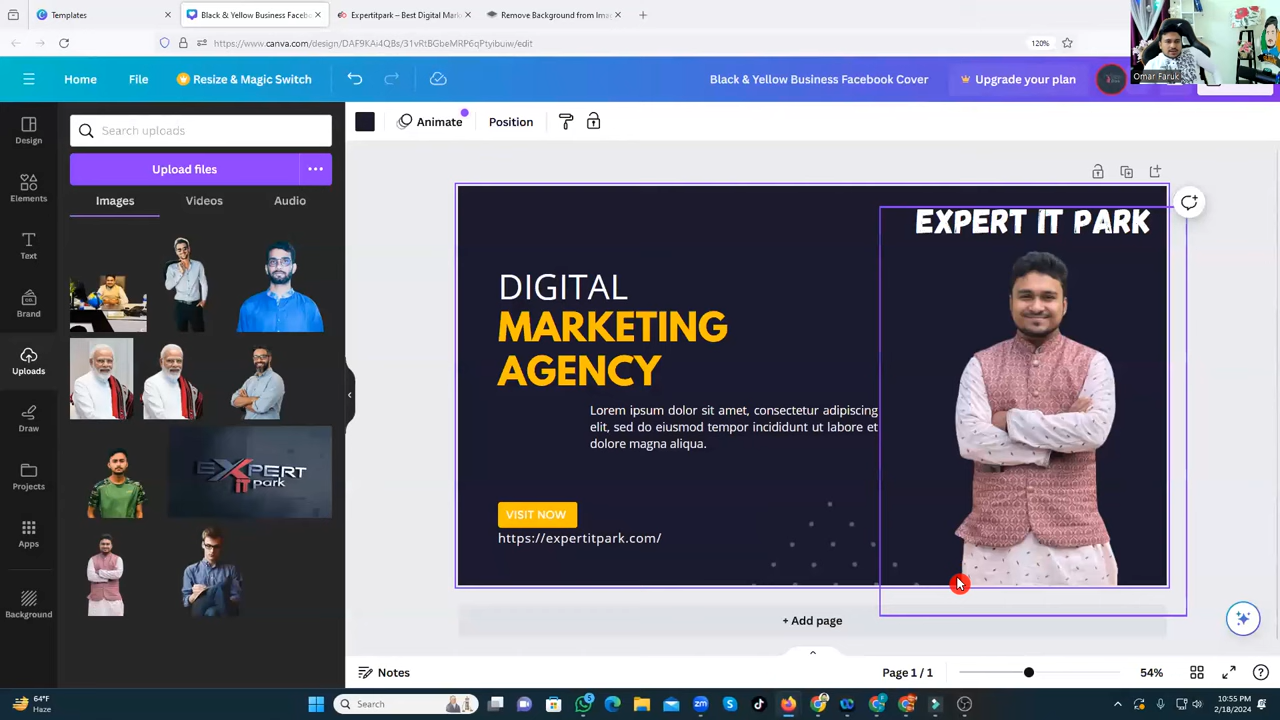 Templates
Black & Yellow Business Facebo
Expertitpark – Best Digital Mark
Remove Background from Ima
https://www.canva.com/design/DAF9KAi4QBs/31vRtBGbeMRP6qFyibuiw/edit
120%
Omar Faruk
Home
File
Resize & Magic Switch
Black & Yellow Business Facebook Cover
Upgrade your plan
Design
Elements
Text
Brand
Uploads
Draw
Projects
Apps
Background
Search uploads
Upload files
Images
Videos
Audio
EXPERT
IT park
Animate
Position
EXPERT IT PARK
DIGITAL
MARKETING
AGENCY
Lorem ipsum dolor sit amet, consectetur adipiscing
elit, sed do eiusmod tempor incididunt ut labore et
dolore magna aliqua.
VISIT NOW
https://expertitpark.com/
+ Add page
Notes
Page 1 / 1
54%
64°F
Haze
Search
10:55 PM
2/18/2024